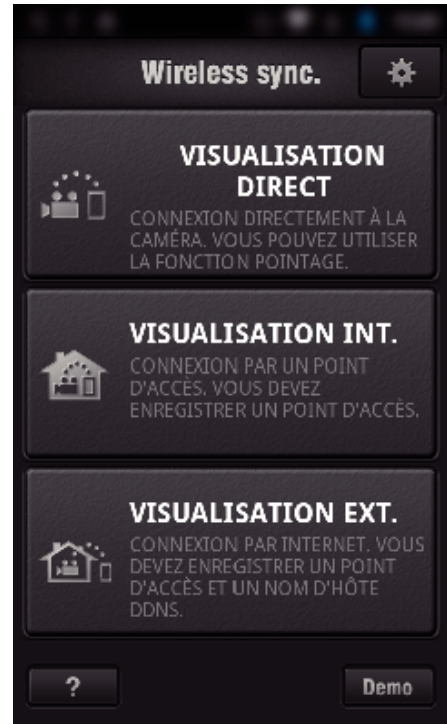 Wireless sync.
VISUALISATION
DIRECT
CONNEXION DIRECTEMENT À LA
CAMÉRA. VOUS POUVEZ UTILISER
LA FONCTION POINTAGE.
VISUALISATION INT.
CONNEXION PAR UN POINT
D'ACCÈS. VOUS DEVEZ
ENREGISTRER UN POINT D'ACCÈS.
VISUALISATION EXT.
CONNEXION PAR INTERNET. VOUS
DEVEZ ENREGISTRER UN POINT
D'ACCÈS ET UN NOM D'HÔTE
DDNS.
?
Demo